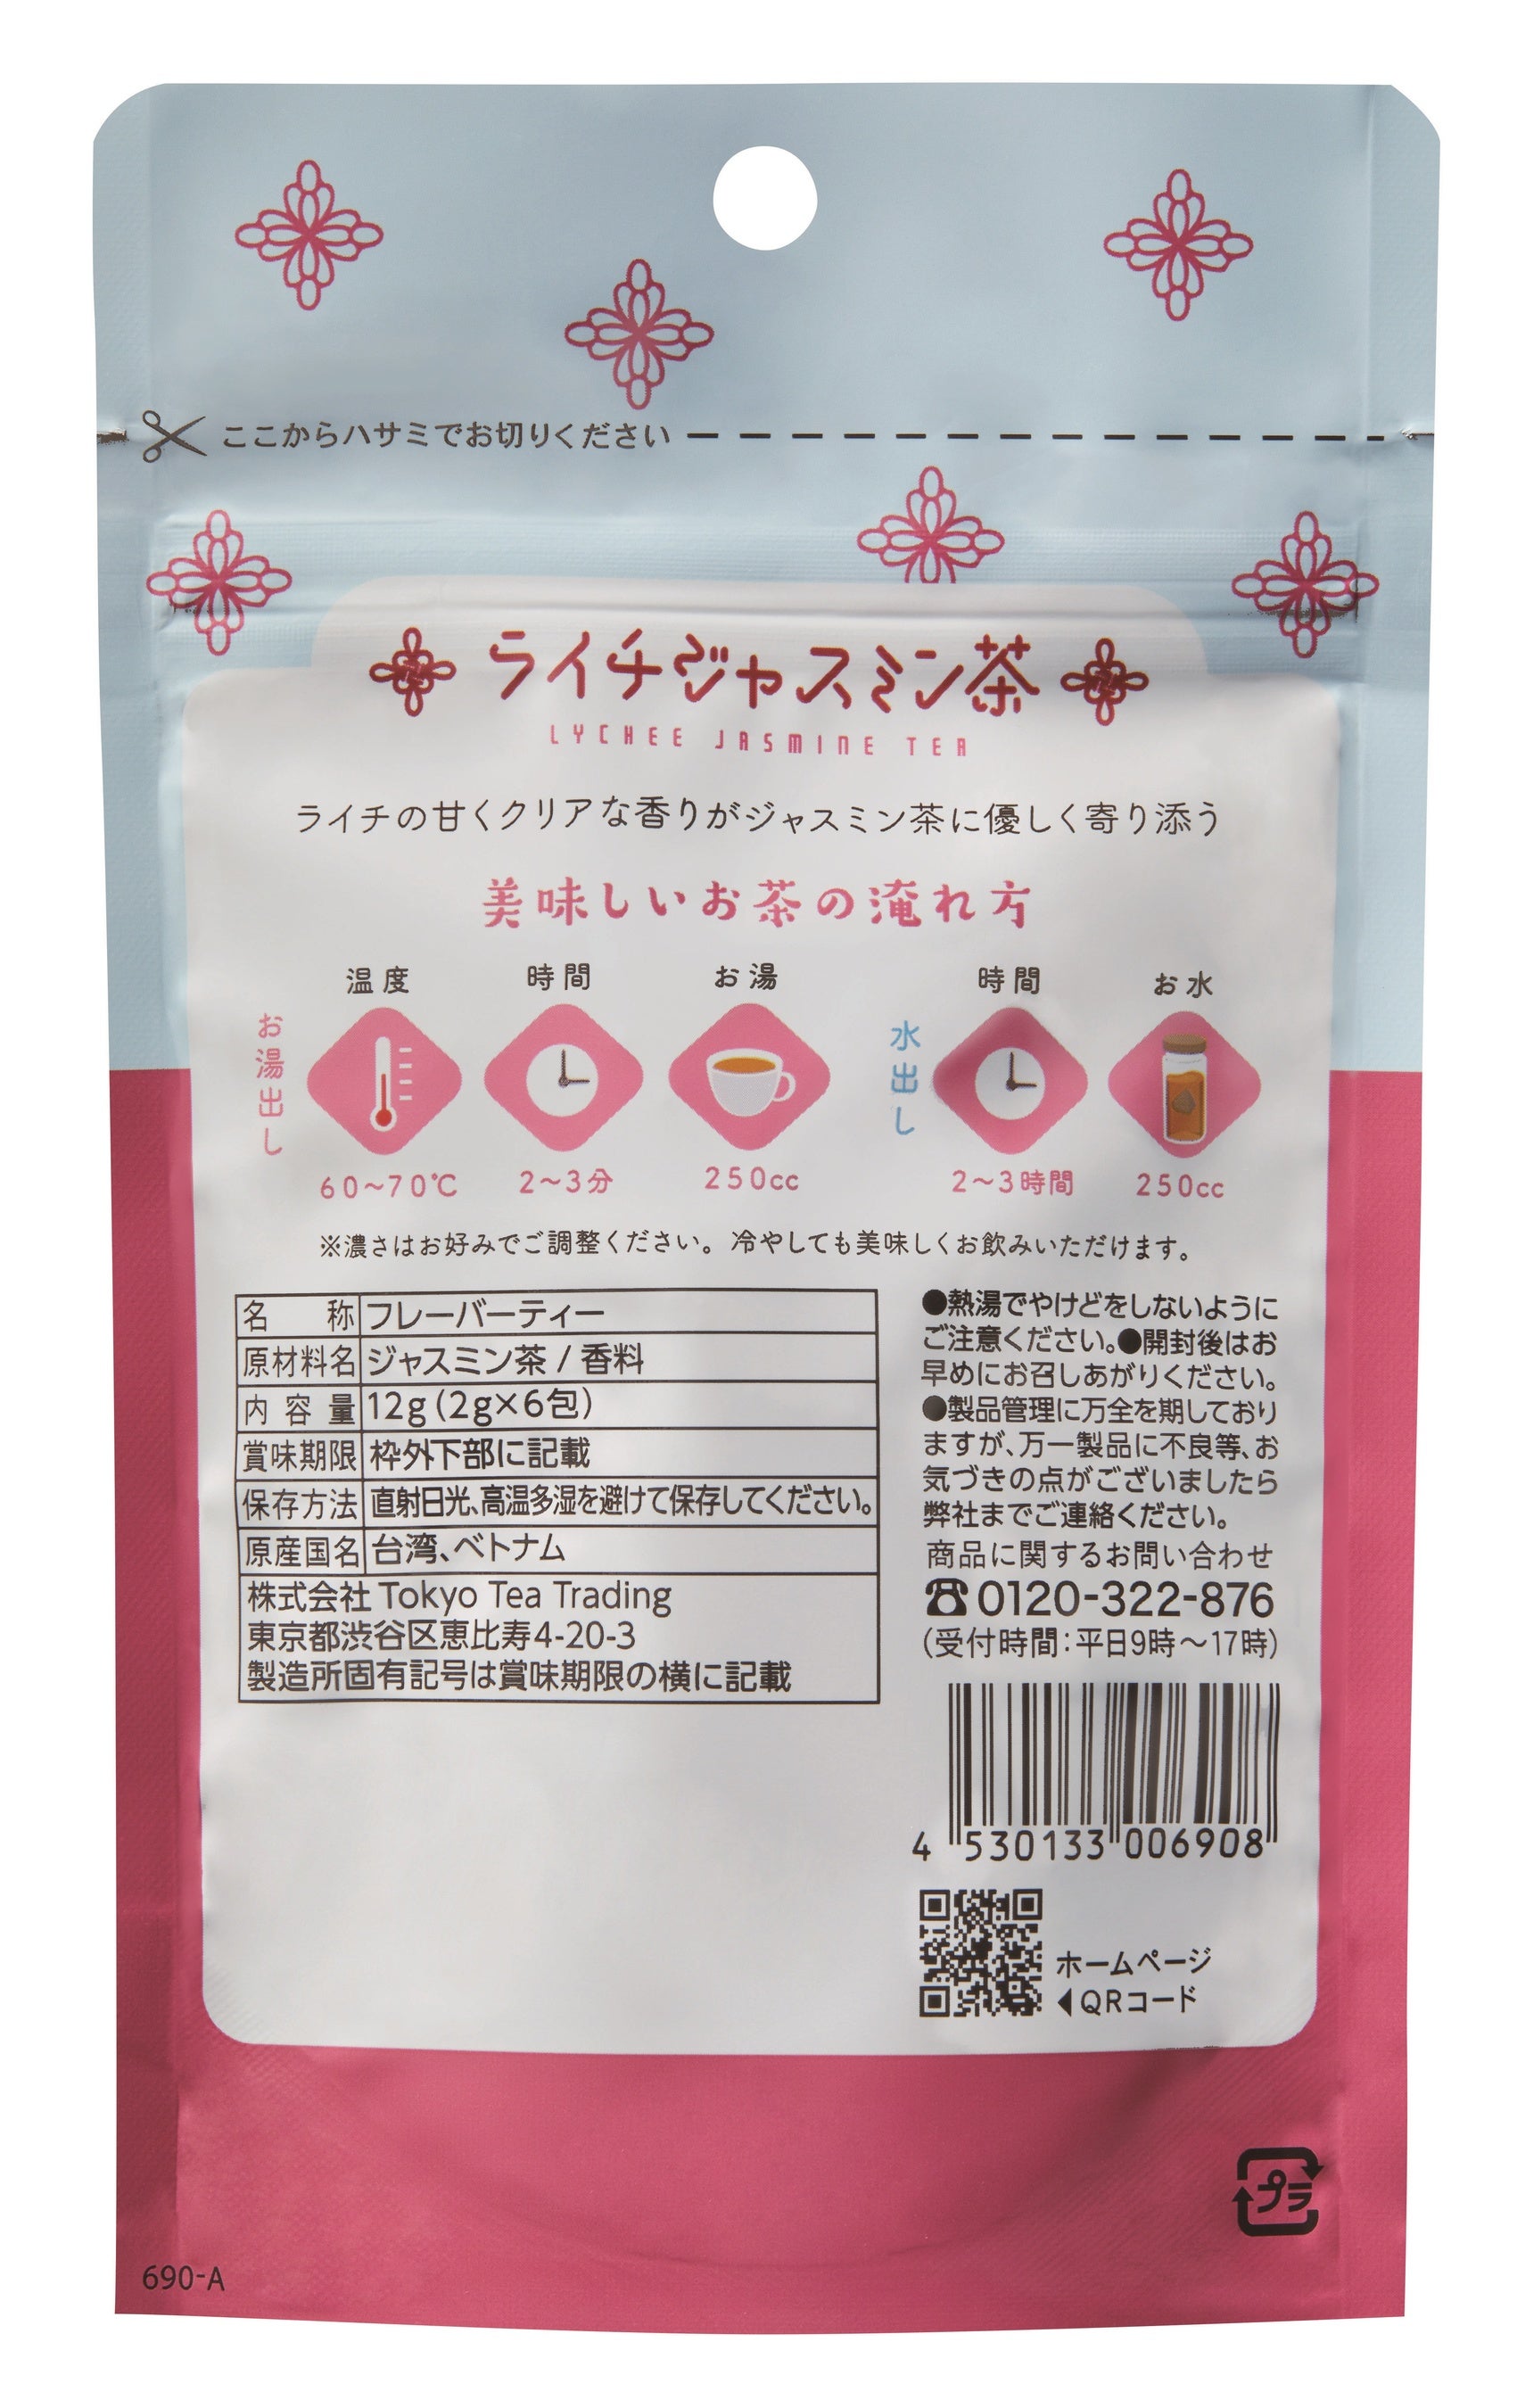 ここからハサミでお切りください
ライチジャスミン茶
LYCHEE JASMINE TEA
ライチの甘くクリアな香りがジャスミン茶に優しく寄り添う
美味しいお茶の淹れ方
お湯出し
温度
60〜70℃
時間
2〜3分
お湯
250cc
水出し
時間
2〜3時間
お水
250cc
※濃さはお好みでご調整ください。冷やしても美味しくお飲みいただけます。
名称 フレーバーティー
原材料名 ジャスミン茶 / 香料
内容量 12g(2g×6包)
賞味期限 枠外下部に記載
保存方法 直射日光、高温多湿を避けて保存してください。
原産国名 台湾、ベトナム
株式会社 Tokyo Tea Trading
東京都渋谷区恵比寿4-20-3
製造所固有記号は賞味期限の横に記載
●熱湯でやけどをしないように
ご注意ください。●開封後はお
早めにお召しあがりください。
●製品管理に万全を期しており
ますが、万一製品に不良等、お
気づきの点がございましたら
弊社までご連絡ください。
商品に関するお問い合わせ
☎0120-322-876
(受付時間：平日9時〜17時)
4 530133 006908
ホームページ
◀QRコード
プラ
690-A